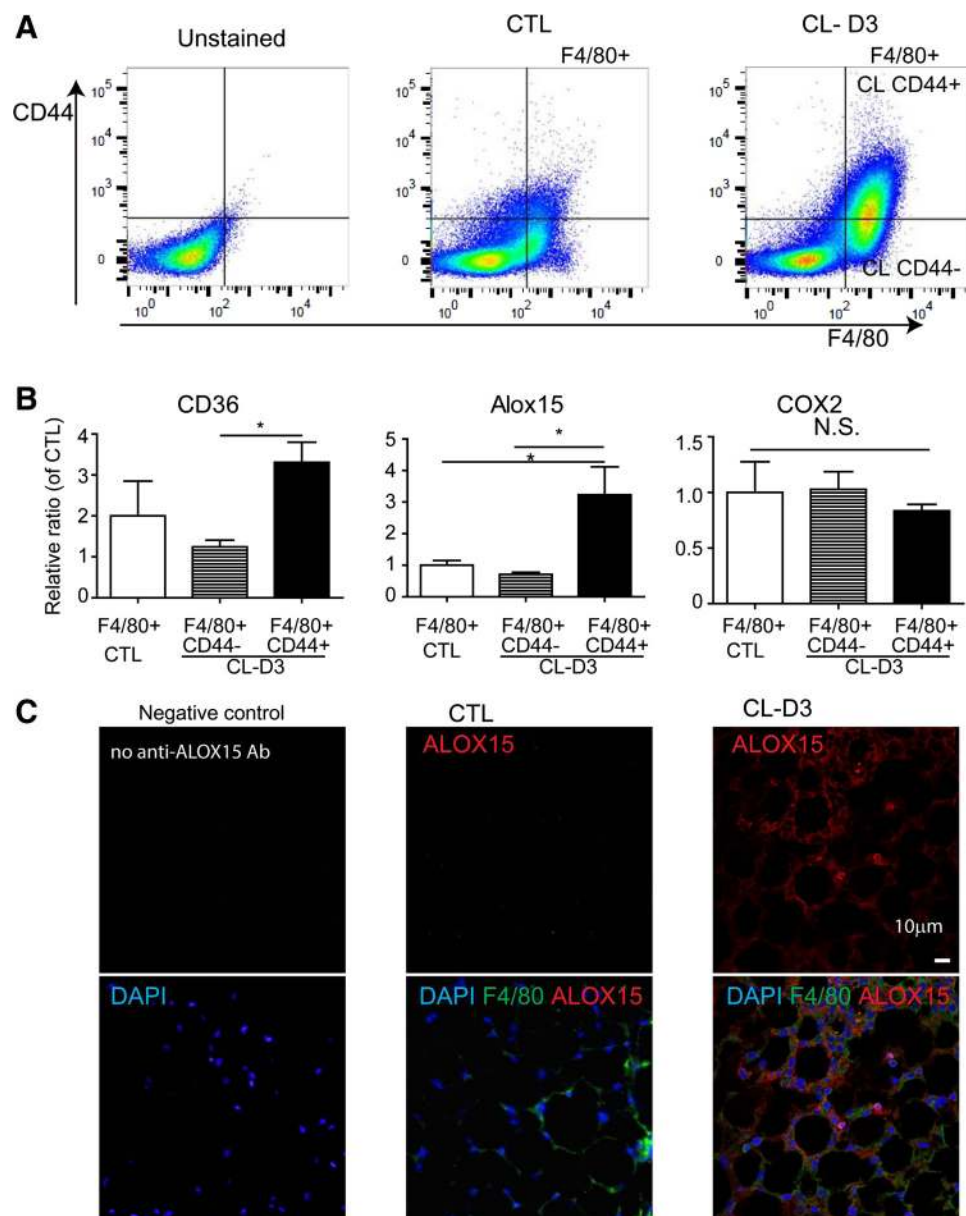 A
Unstained
CTL
CL- D3
F4/80+
F4/80+
CL CD44+
CD44
10⁵
10⁴
10³
0
10⁰ 10² 10⁴
10⁵
10⁴
10³
0
10⁰ 10² 10⁴
10⁵
10⁴
10³
0
10⁰ 10² 10⁴
CL CD44-
F4/80
B
CD36
Alox15
COX2
N.S.
*
*
*
Relative ratio (of CTL)
4
3
2
1
0
5
4
3
2
1
0
1.5
1.0
0.5
0
F4/80+ F4/80+ F4/80+
CTL CD44- CD44+
CL-D3
F4/80+ F4/80+ F4/80+
CTL CD44- CD44+
CL-D3
F4/80+ F4/80+ F4/80+
CTL CD44- CD44+
CL-D3
C
Negative control
CTL
CL-D3
no anti-ALOX15 Ab
ALOX15
ALOX15
10μm
DAPI
DAPI F4/80 ALOX15
DAPI F4/80 ALOX15